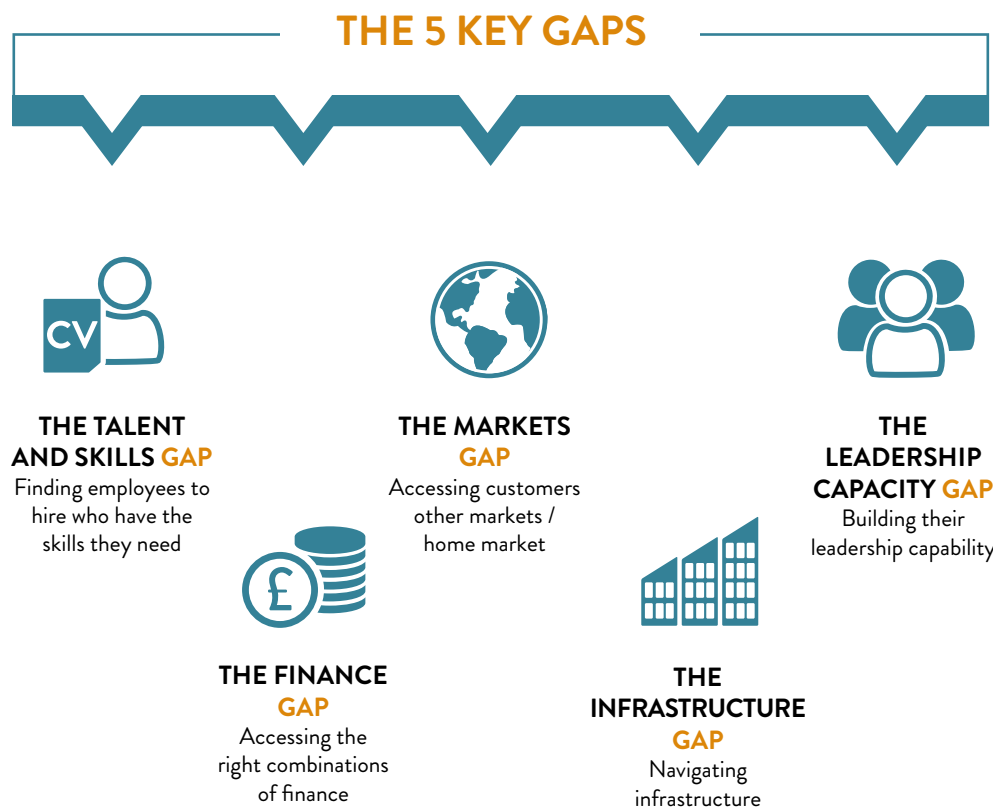 THE 5 KEY GAPS
CV
THE TALENT
AND SKILLS GAP
Finding employees to
hire who have the
skills they need
£
THE FINANCE
GAP
Accessing the
right combinations
of finance
THE MARKETS
GAP
Accessing customers
other markets /
home market
THE
INFRASTRUCTURE
GAP
Navigating
infrastructure
THE
LEADERSHIP
CAPACITY GAP
Building their
leadership capability